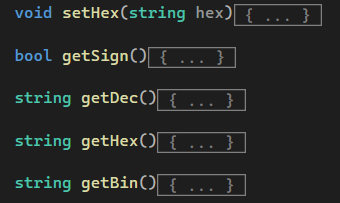 void setHex(string hex){ ... }
bool getSign(){ ... }
string getDec(){ ... }
string getHex(){ ... }
string getBin(){ ... }